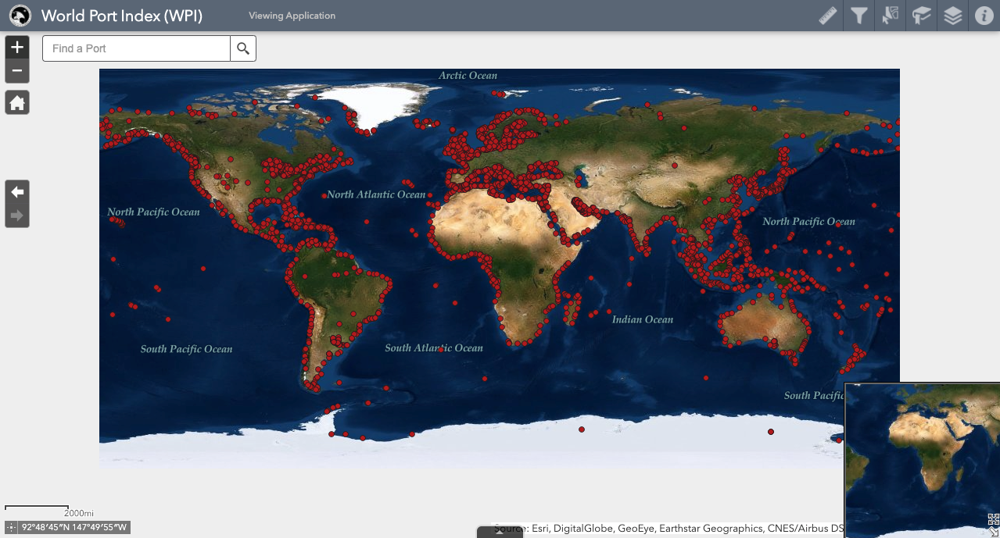 World Port Index (WPI)
Viewing Application
+
Find a Port
−
Arctic Ocean
North Atlantic Ocean
North Pacific Ocean
North Pacific Ocean
Indian Ocean
South Pacific Ocean
South Atlantic Ocean
South Pacific
2000mi
92°48'45"N 147°49'55"W
Source: Esri, DigitalGlobe, GeoEye, Earthstar Geographics, CNES/Airbus DS